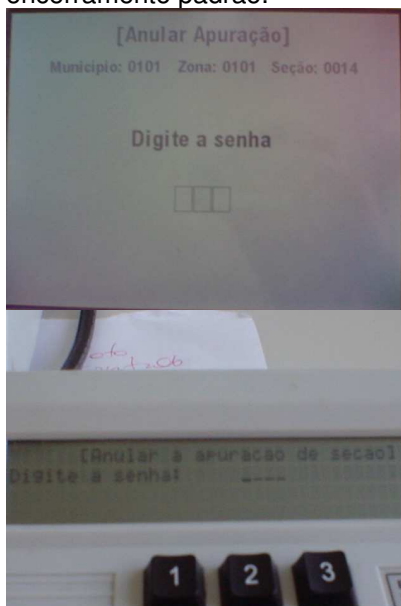 encerramento padrão:
[Anular Apuração]
Município: 0101 Zona: 0101 Seção: 0014
Digite a senha
[Anular a apuracao de secao]
Digite a senha:
1 2 3